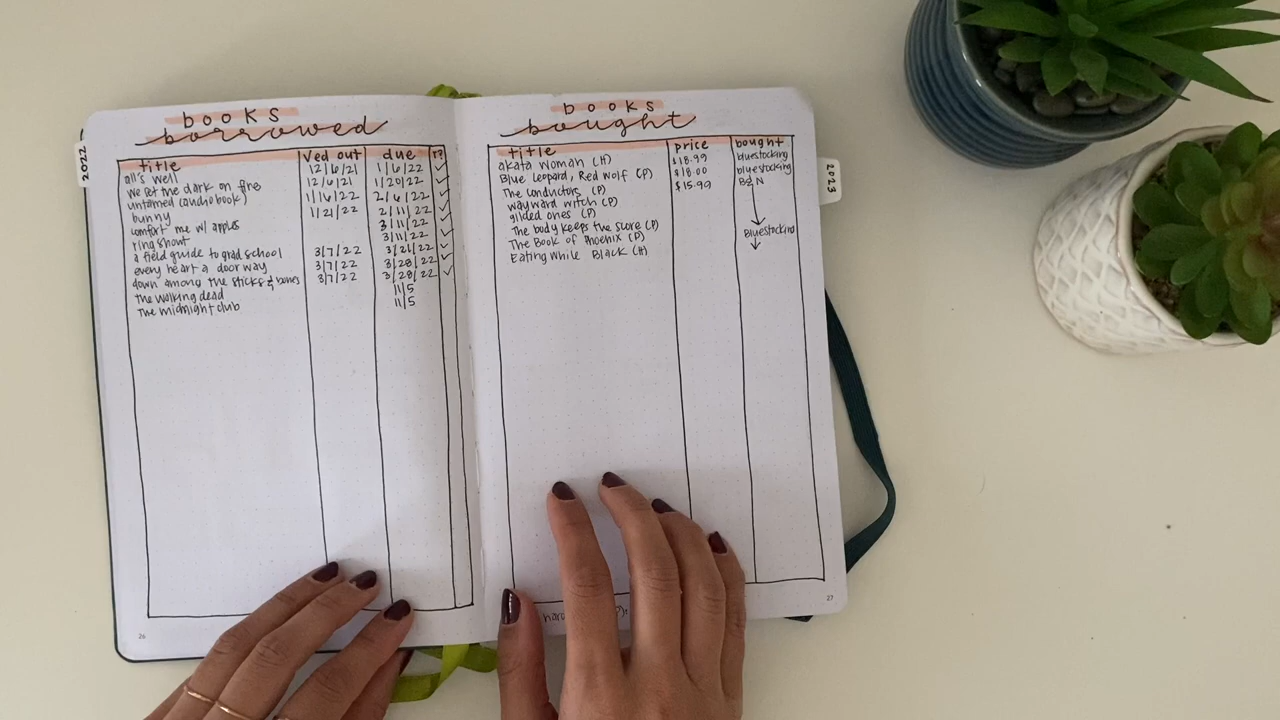 2022
books
borrowed
title √ed out due r?
all's well 12/6/21 1/6/22 ✓
we set the dark on fire 12/6/21 1/20/22 ✓
untamed (audiobook) 1/16/22 2/6/22 ✓
bunny 1/21/22 2/11/22 ✓
comfort me w/ apples 3/11/22 ✓
ring shout 3/11/22 ✓
a field guide to grad school 3/7/22 3/21/22 ✓
every heart a doorway 3/7/22 3/28/22 ✓
down among the sticks & bones 3/7/22 3/28/22 ✓
the walking dead 11/5
the midnight club 11/5
26
books
bought
title price bought
akata woman (H) $18.99 bluestocking
Blue Leopard, Red Wolf (P) $18.00 bluestocking
The conductors (P) $15.99 B&N
wayward witch (P)
gilded ones (P)
The body keeps the score (P)
The Book of Phoenix (P) Bluestocking
Eating While Black (H)
27
2023